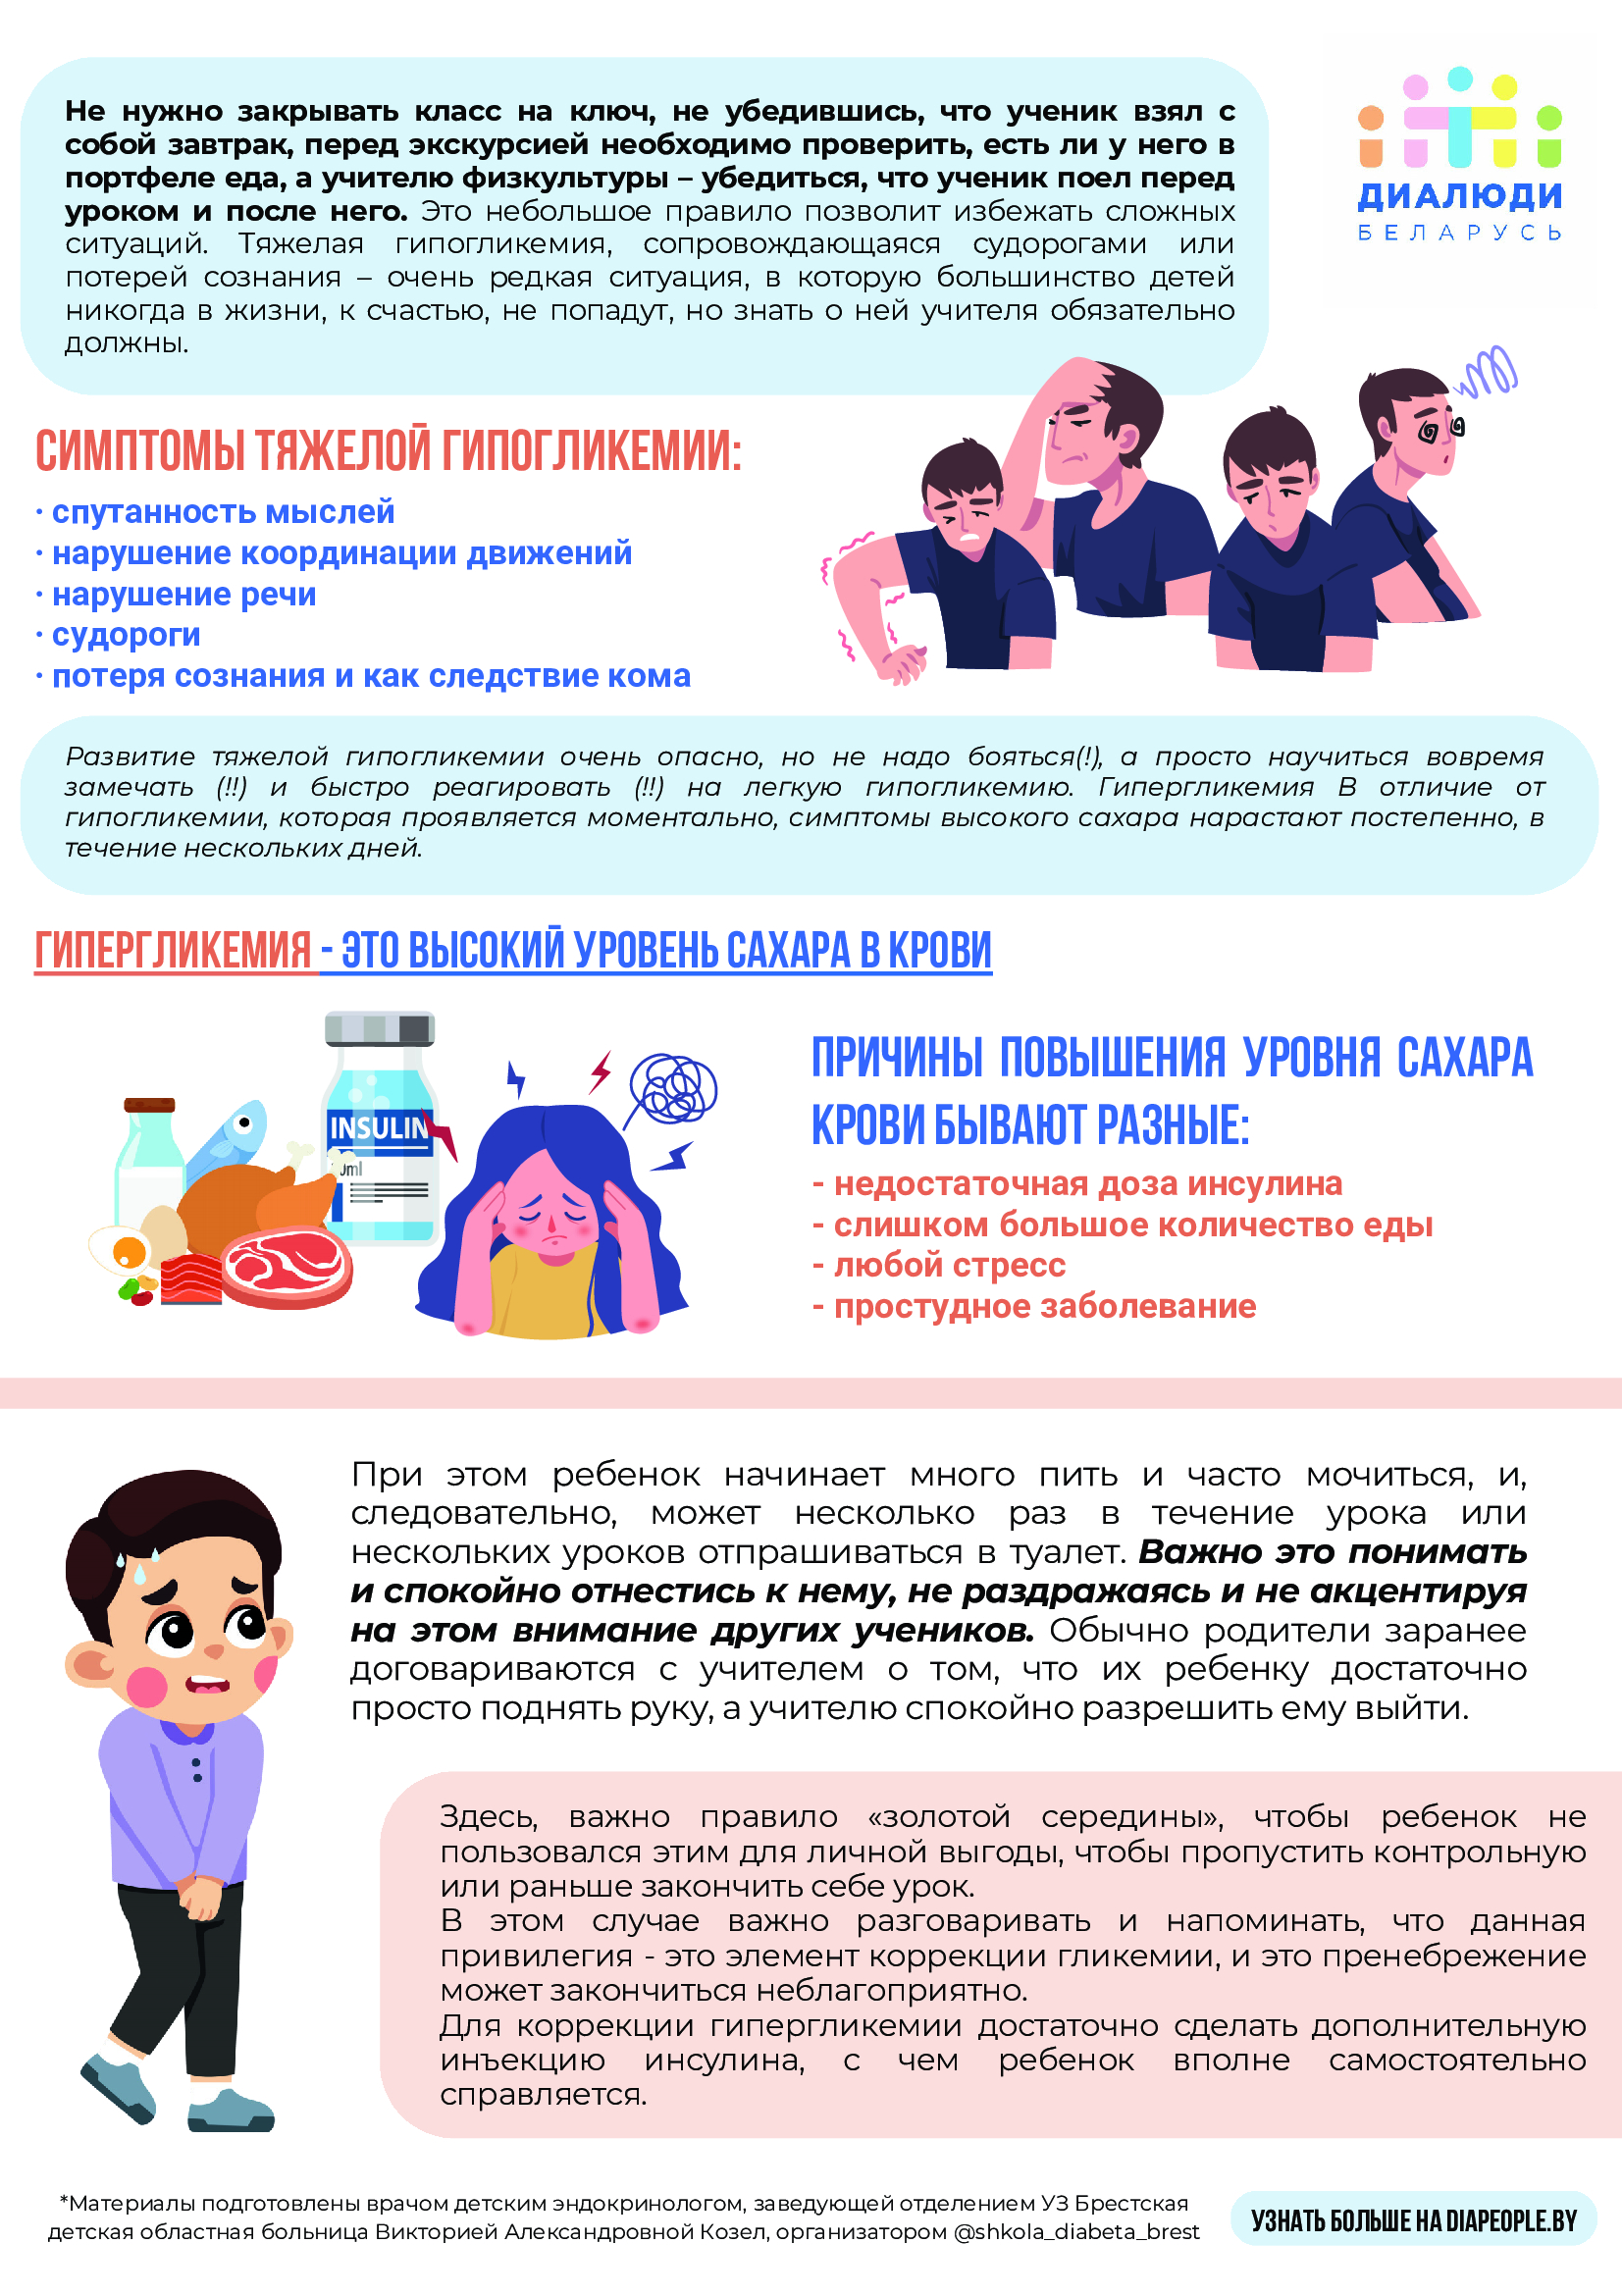 Не нужно закрывать класс на ключ, не убедившись, что ученик взял с
собой завтрак, перед экскурсией необходимо проверить, есть ли у него в
портфеле еда, а учителю физкультуры – убедиться, что ученик поел перед
уроком и после него. Это небольшое правило позволит избежать сложных
ситуаций. Тяжелая гипогликемия, сопровождающаяся судорогами или
потерей сознания – очень редкая ситуация, в которую большинство детей
никогда в жизни, к счастью, не попадут, но знать о ней учителя обязательно
должны.
ДИАЛЮДИ
БЕЛАРУСЬ
СИМПТОМЫ ТЯЖЕЛОЙ ГИПОГЛИКЕМИИ:
· спутанность мыслей
· нарушение координации движений
· нарушение речи
· судороги
· потеря сознания и как следствие кома
Развитие тяжелой гипогликемии очень опасно, но не надо бояться(!), а просто научиться вовремя
замечать (!!) и быстро реагировать (!!) на легкую гипогликемию. Гипергликемия В отличие от
гипогликемии, которая проявляется моментально, симптомы высокого сахара нарастают постепенно, в
течение нескольких дней.
ГИПЕРГЛИКЕМИЯ - ЭТО ВЫСОКИЙ УРОВЕНЬ САХАРА В КРОВИ
INSULIN
0ml
ПРИЧИНЫ ПОВЫШЕНИЯ УРОВНЯ САХАРА
КРОВИ БЫВАЮТ РАЗНЫЕ:
- недостаточная доза инсулина
- слишком большое количество еды
- любой стресс
- простудное заболевание
При этом ребенок начинает много пить и часто мочиться, и,
следовательно, может несколько раз в течение урока или
нескольких уроков отпрашиваться в туалет. Важно это понимать
и спокойно отнестись к нему, не раздражаясь и не акцентируя
на этом внимание других учеников. Обычно родители заранее
договариваются с учителем о том, что их ребенку достаточно
просто поднять руку, а учителю спокойно разрешить ему выйти.
Здесь, важно правило «золотой середины», чтобы ребенок не
пользовался этим для личной выгоды, чтобы пропустить контрольную
или раньше закончить себе урок.
В этом случае важно разговаривать и напоминать, что данная
привилегия - это элемент коррекции гликемии, и это пренебрежение
может закончиться неблагоприятно.
Для коррекции гипергликемии достаточно сделать дополнительную
инъекцию инсулина, с чем ребенок вполне самостоятельно
справляется.
*Материалы подготовлены врачом детским эндокринологом, заведующей отделением УЗ Брестская
детская областная больница Викторией Александровной Козел, организатором @shkola_diabeta_brest
УЗНАТЬ БОЛЬШЕ НА DIAPEOPLE.BY